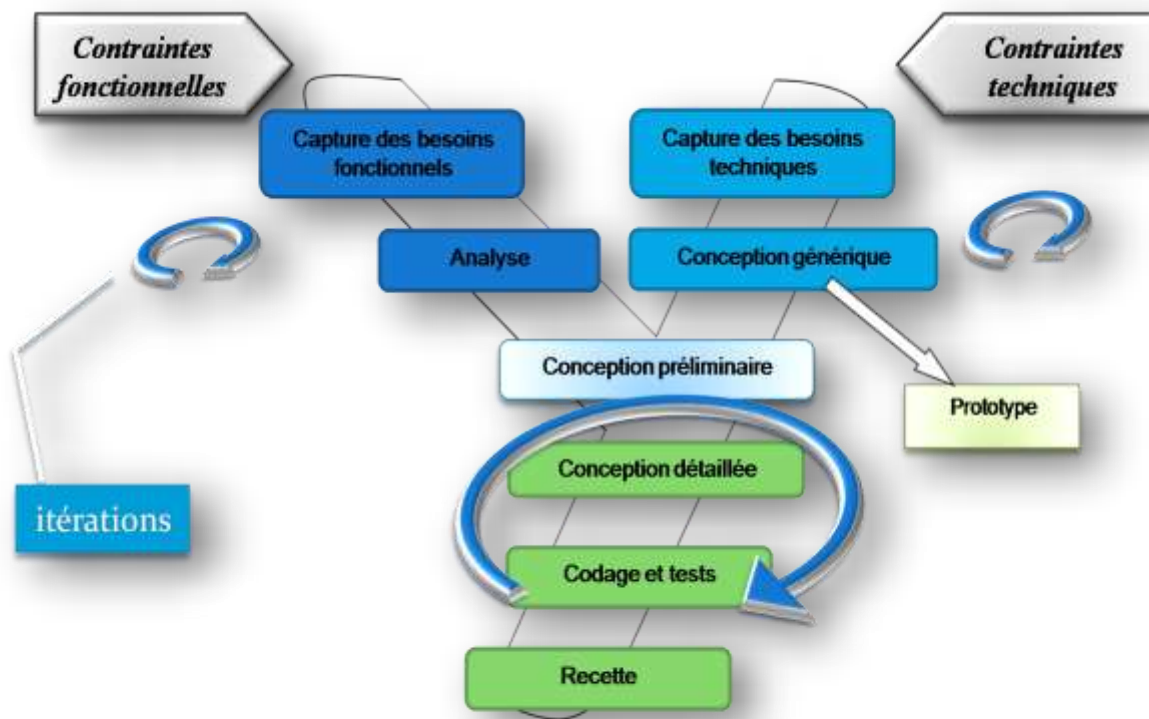 Contraintes
fonctionnelles
Contraintes
techniques
Capture des besoins
fonctionnels
Capture des besoins
techniques
Analyse
Conception générique
Conception préliminaire
Prototype
Conception détaillée
itérations
Codage et tests
Recette